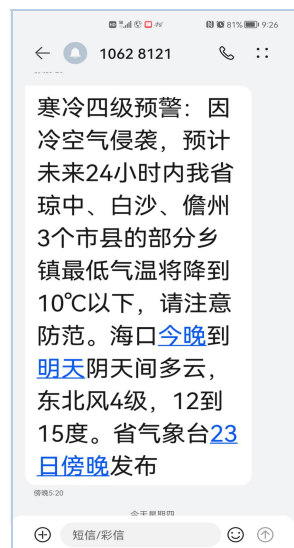 81% 9:26
1062 8121
寒冷四级预警：因
冷空气侵袭，预计
未来24小时内我省
琼中、白沙、儋州
3个市县的部分乡
镇最低气温将降到
10℃以下，请注意
防范。海口今晚到
明天阴天间多云，
东北风4级，12到
15度。省气象台23
日傍晚发布
傍晚5:20
今天星期四
短信/彩信